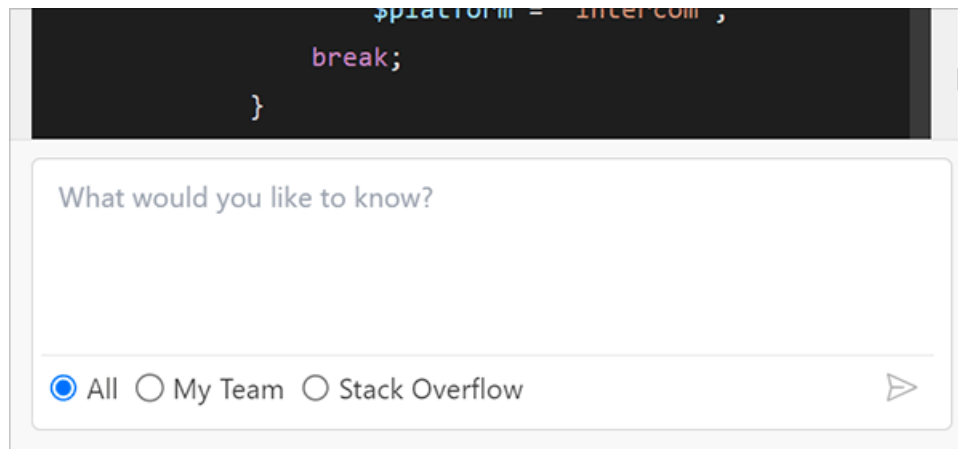 $platform = "intercom";
break;
}
What would you like to know?
All My Team Stack Overflow